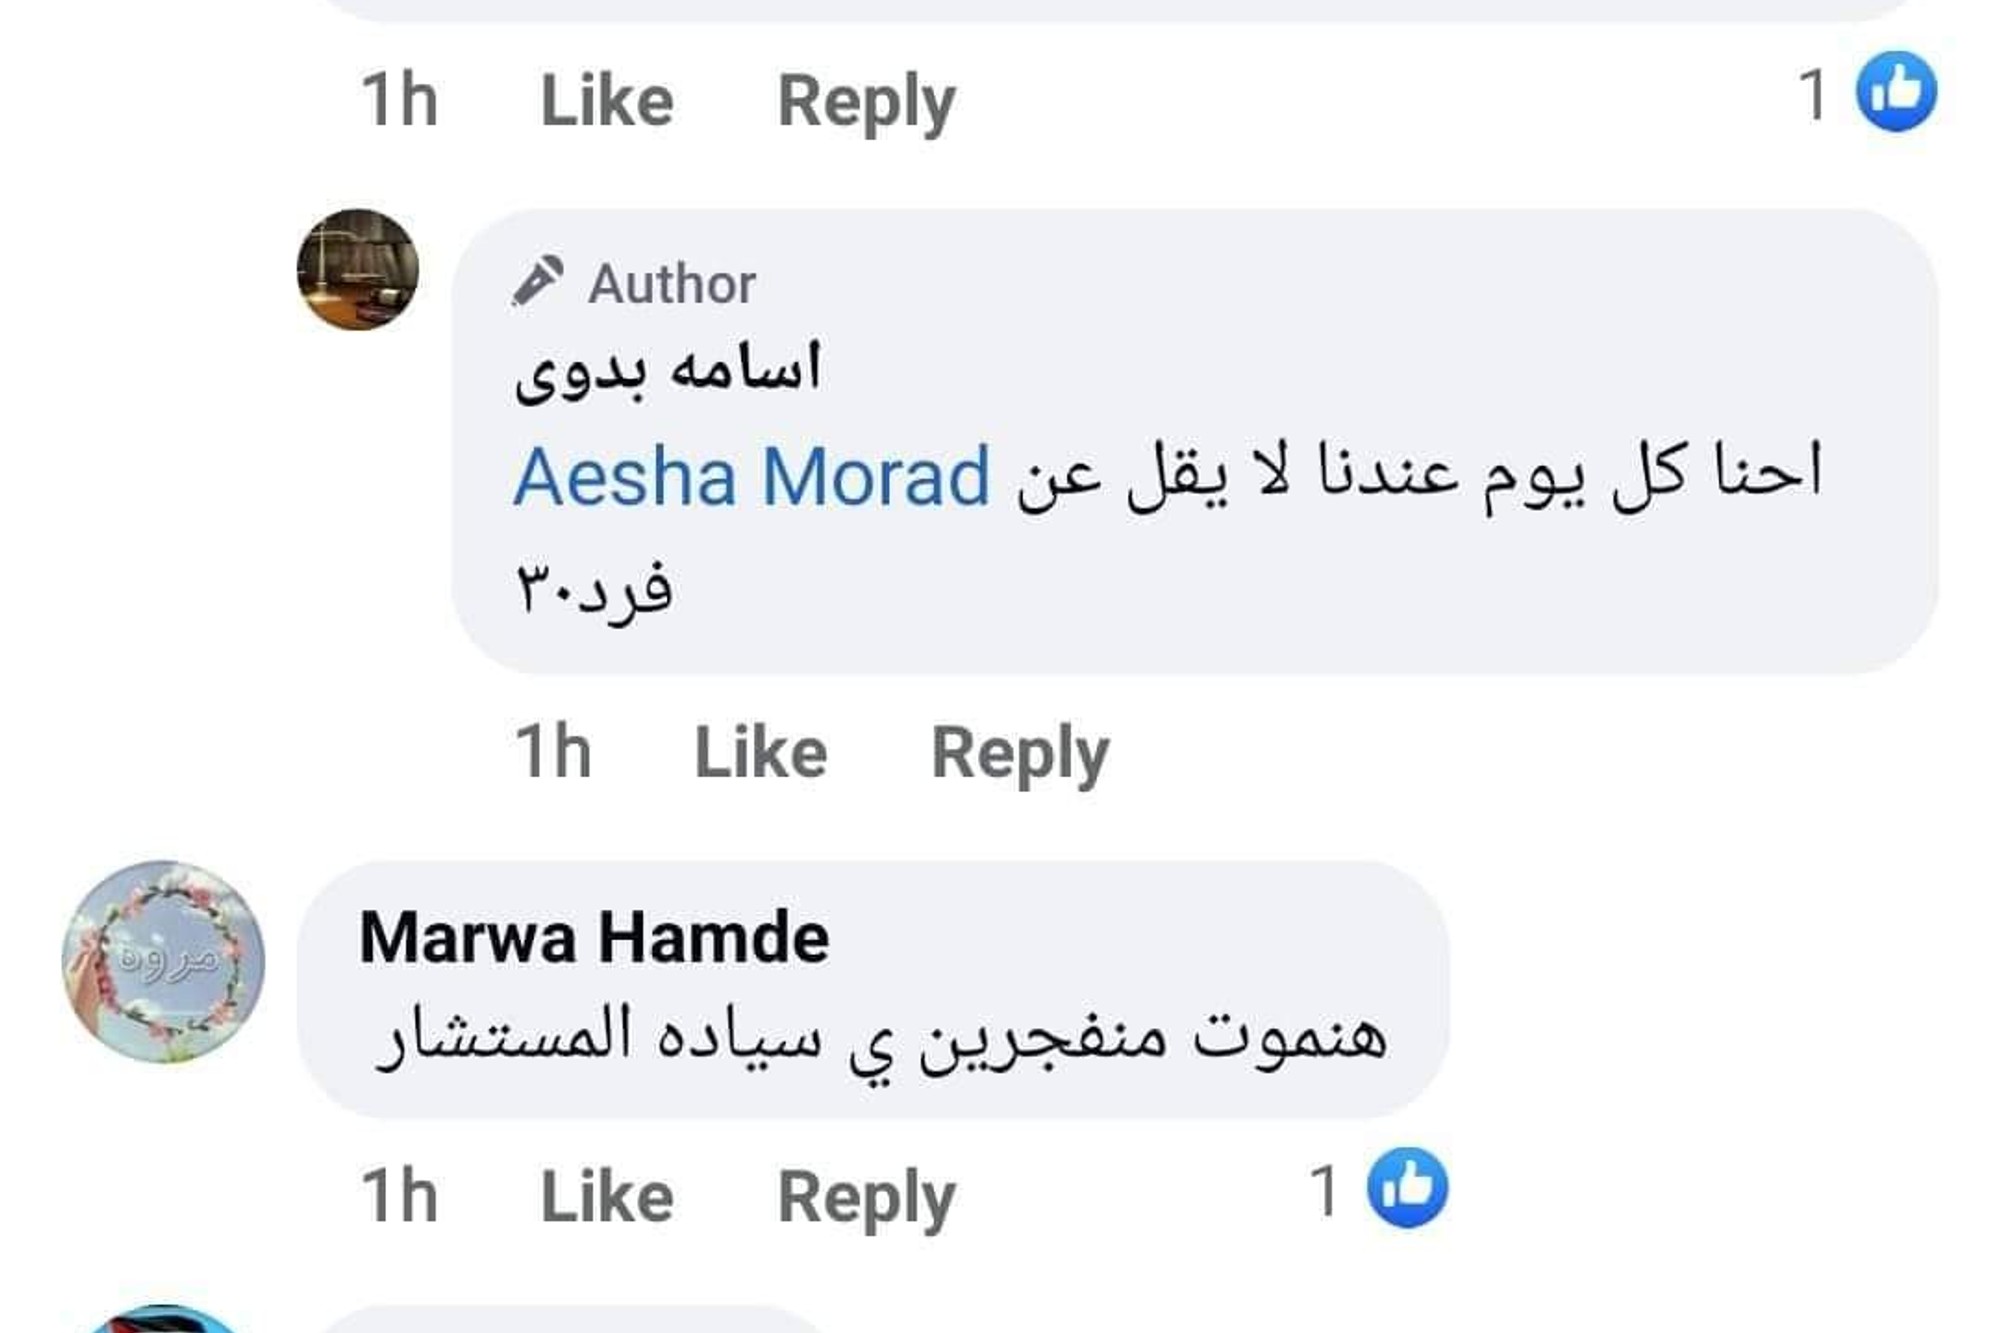 1h Like Reply 1
Author
اسامه بدوى
Aesha Morad احنا كل يوم عندنا لا يقل عن
٣٠فرد
1h Like Reply
Marwa Hamde
مروة
هنموت منفجرين ي سياده المستشار
1h Like Reply 1